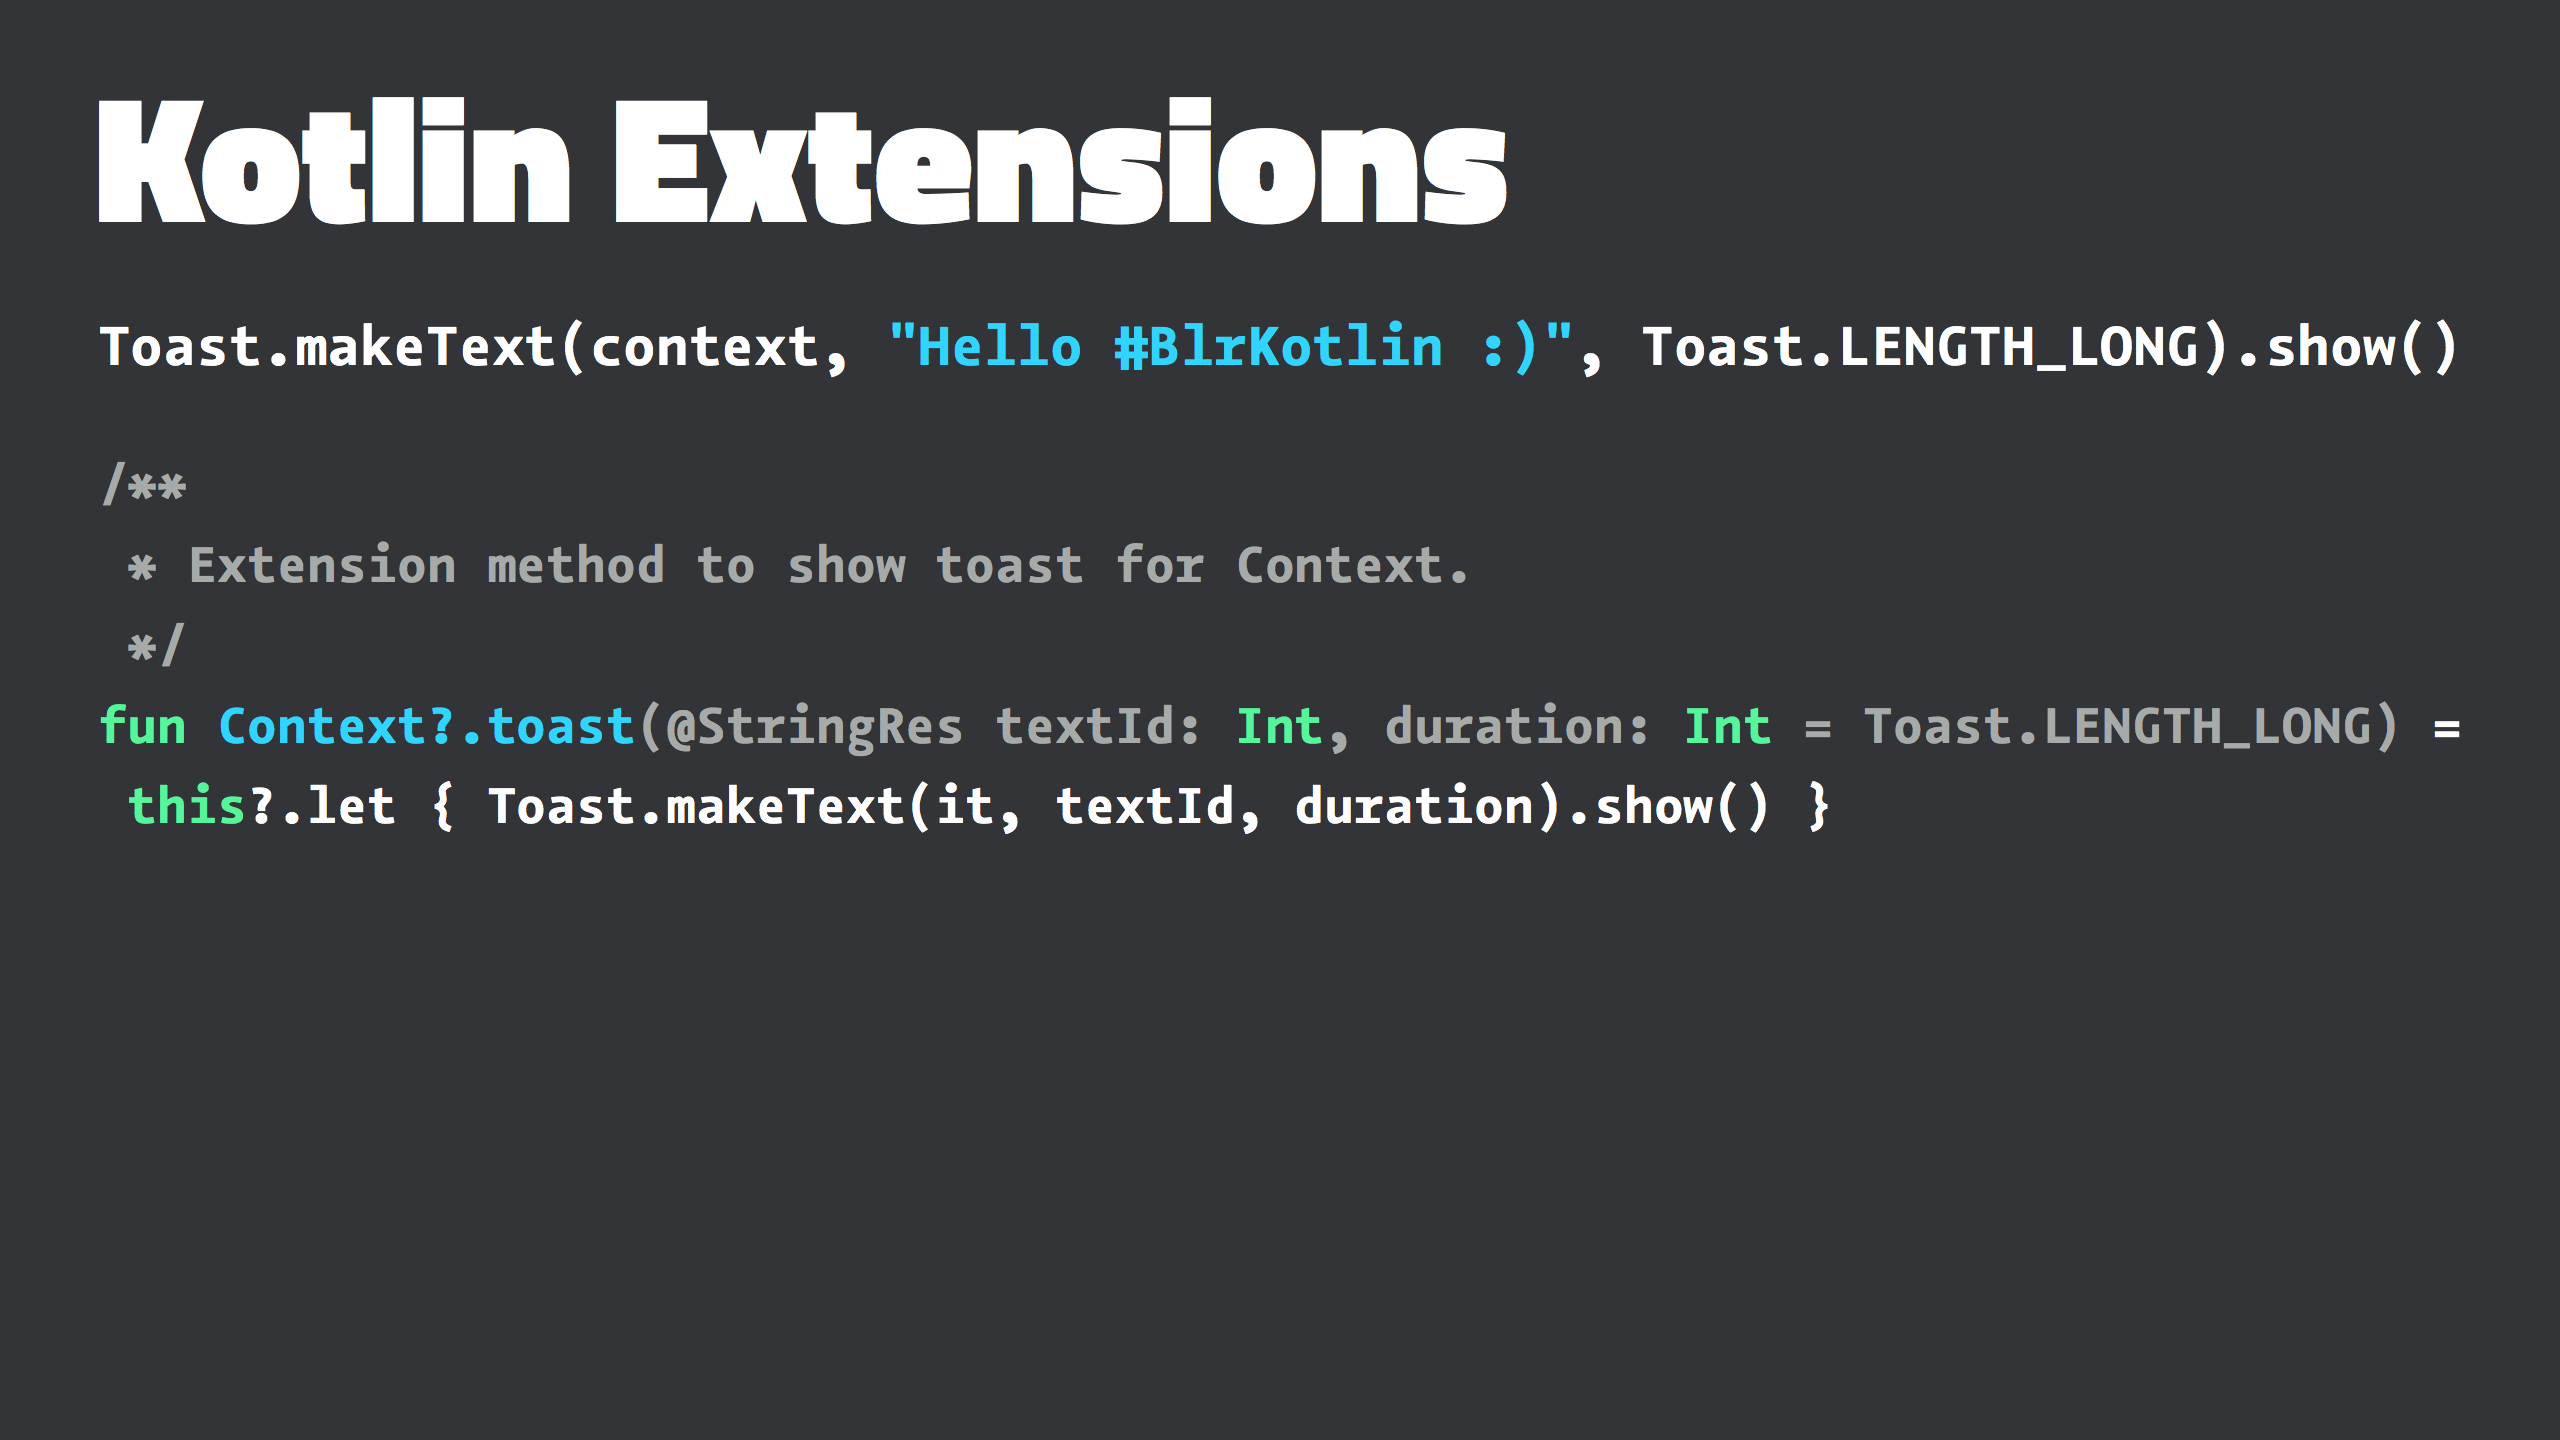 Kotlin Extensions
Toast.makeText(context, "Hello #BlrKotlin :)", Toast.LENGTH_LONG).show()
/**
 * Extension method to show toast for Context.
 */
fun Context?.toast(@StringRes textId: Int, duration: Int = Toast.LENGTH_LONG) =
 this?.let { Toast.makeText(it, textId, duration).show() }